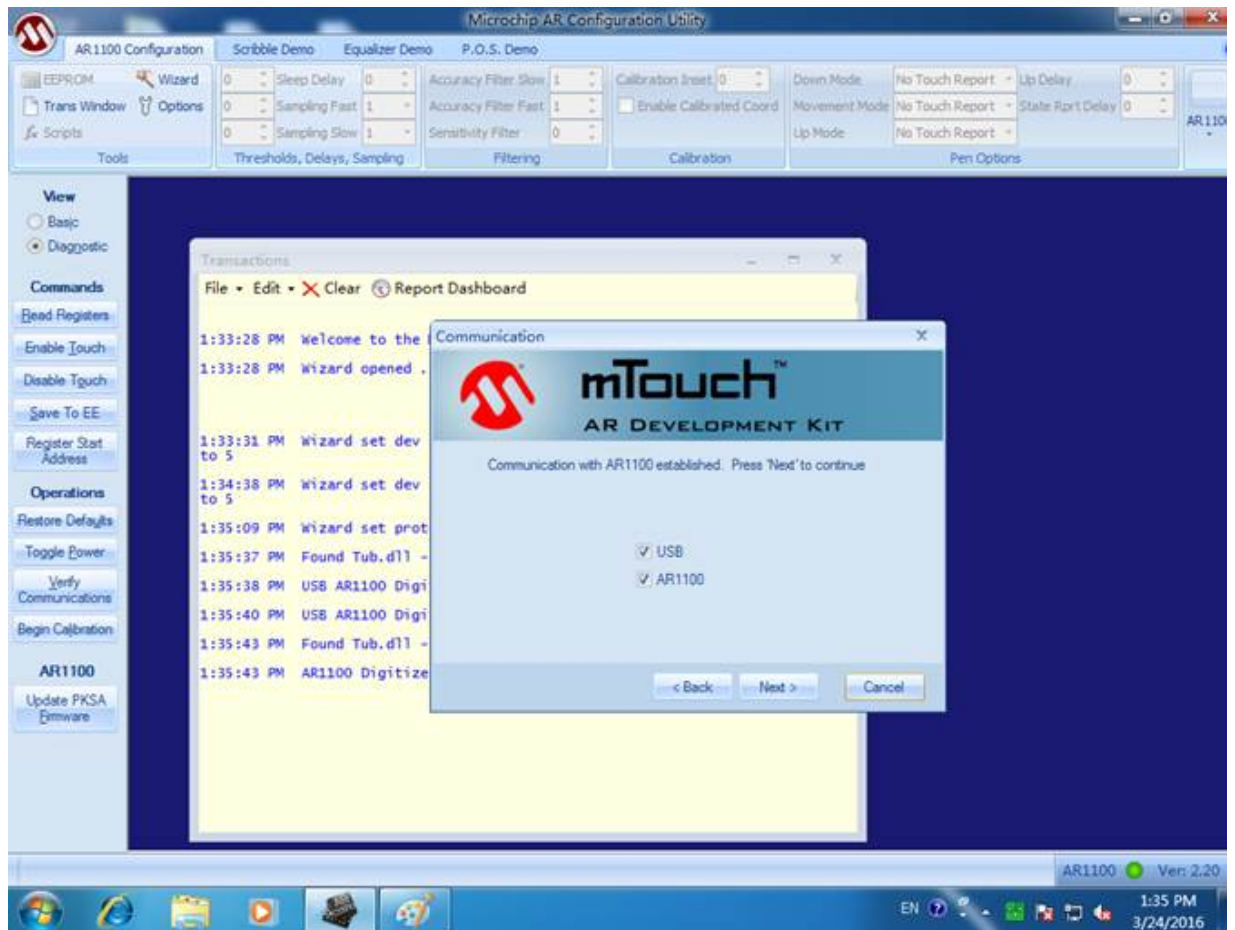 Microchip AR Configuration Utility
AR1100 Configuration Scribble Demo Equalizer Demo P.O.S. Demo
EEPROM Wizard 0 Sleep Delay 0 Accuracy Filter Slow 1 Calibration Inset 0 Down Mode No Touch Report Up Delay 0
Trans Window Options 0 Sampling Fast 1 Accuracy Filter Fast 1 Enable Calibrated Coord Movement Mode No Touch Report State Rprt Delay 0
fx Scripts 0 Sampling Slow 1 Sensitivity Filter 0 Up Mode No Touch Report
AR110
Tools Thresholds, Delays, Sampling Filtering Calibration Pen Options
View
Basic
Diagnostic
Commands
Read Registers
Enable Touch
Disable Touch
Save To EE
Register Start
Address
Operations
Restore Defaults
Toggle Power
Verify
Communications
Begin Calibration
AR1100
Update PKSA
Firmware
Transactions
File Edit Clear Report Dashboard
1:33:28 PM Welcome to the
1:33:28 PM Wizard opened .
1:33:31 PM Wizard set dev
to 5
1:34:38 PM Wizard set dev
to 5
1:35:09 PM Wizard set prot
1:35:37 PM Found Tub.dll -
1:35:38 PM USB AR1100 Digi
1:35:40 PM USB AR1100 Digi
1:35:43 PM Found Tub.dll -
1:35:43 PM AR1100 Digitize
Communication
mTouch™
AR DEVELOPMENT KIT
Communication with AR1100 established. Press 'Next' to continue
USB
AR1100
< Back Next > Cancel
AR1100 Ver: 2.20
EN 1:35 PM
3/24/2016